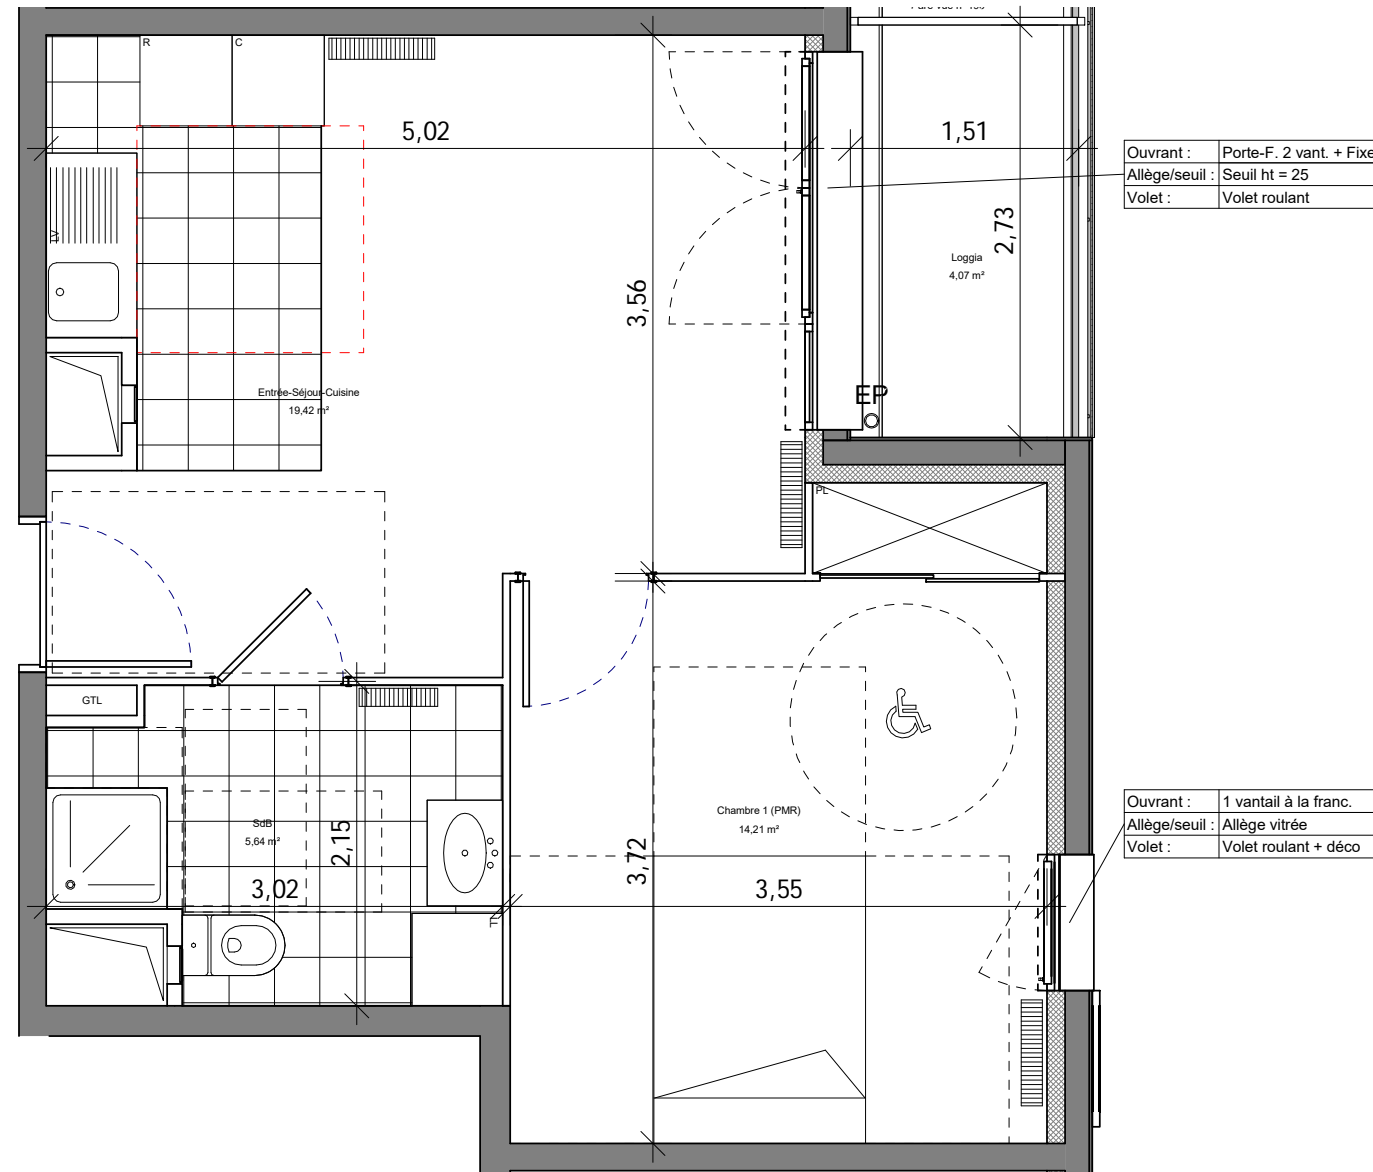 R
C
5,02
1,51
Ouvrant : Porte-F. 2 vant. + Fixe
Allège/seuil : Seuil ht = 25
Volet : Volet roulant
2,73
Loggia
4,07 m²
LV
3,56
EP
Entrée-Séjour-Cuisine
19,42 m²
PL
GTL
Chambre 1 (PMR)
14,21 m²
SdB
5,64 m²
2,15
3,72
3,02
3,55
Ouvrant : 1 vantail à la franc.
Allège/seuil : Allège vitrée
Volet : Volet roulant + déco